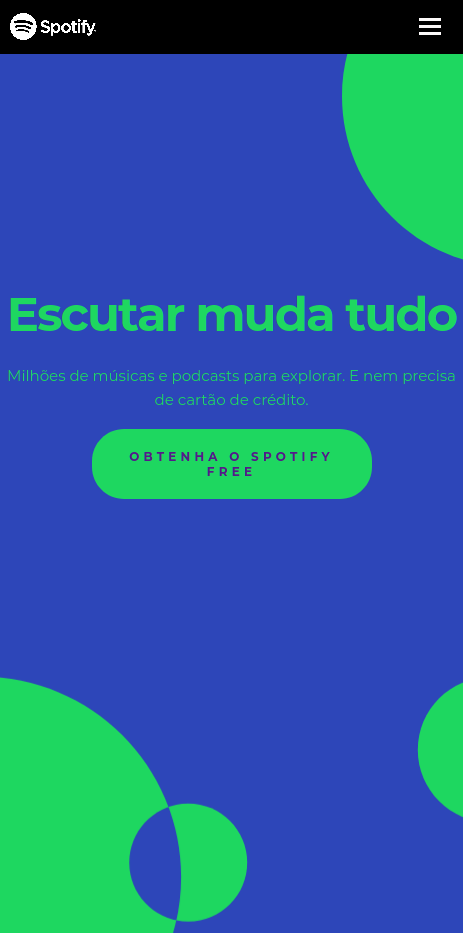 Spotify
Escutar muda tudo
Milhões de músicas e podcasts para explorar. E nem precisa
de cartão de crédito.
OBTENHA O SPOTIFY
FREE